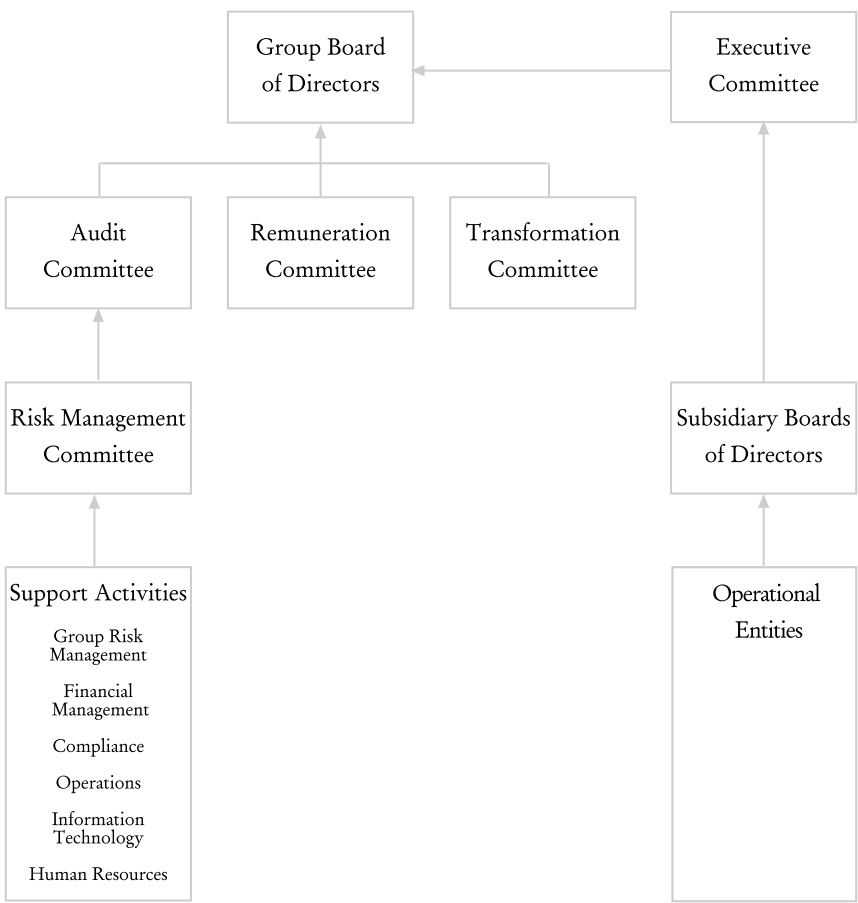 Group Board
of Directors
Executive
Committee
Audit
Committee
Remuneration
Committee
Transformation
Committee
Risk Management
Committee
Subsidiary Boards
of Directors
Support Activities
Group Risk
Management
Financial
Management
Compliance
Operations
Information
Technology
Human Resources
Operational
Entities